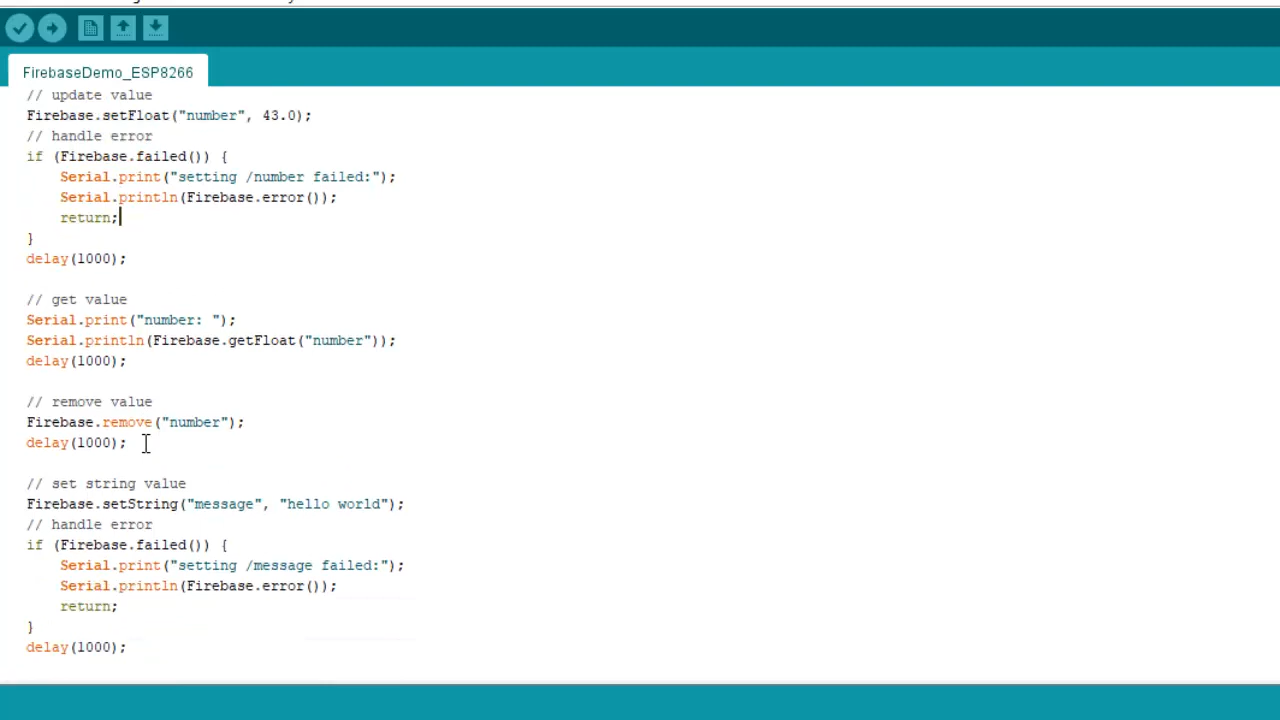 FirebaseDemo_ESP8266
// update value
Firebase.setFloat("number", 43.0);
// handle error
if (Firebase.failed()) {
    Serial.print("setting /number failed:");
    Serial.println(Firebase.error());
    return;
}
delay(1000);

// get value
Serial.print("number: ");
Serial.println(Firebase.getFloat("number"));
delay(1000);

// remove value
Firebase.remove("number");
delay(1000);

// set string value
Firebase.setString("message", "hello world");
// handle error
if (Firebase.failed()) {
    Serial.print("setting /message failed:");
    Serial.println(Firebase.error());
    return;
}
delay(1000);